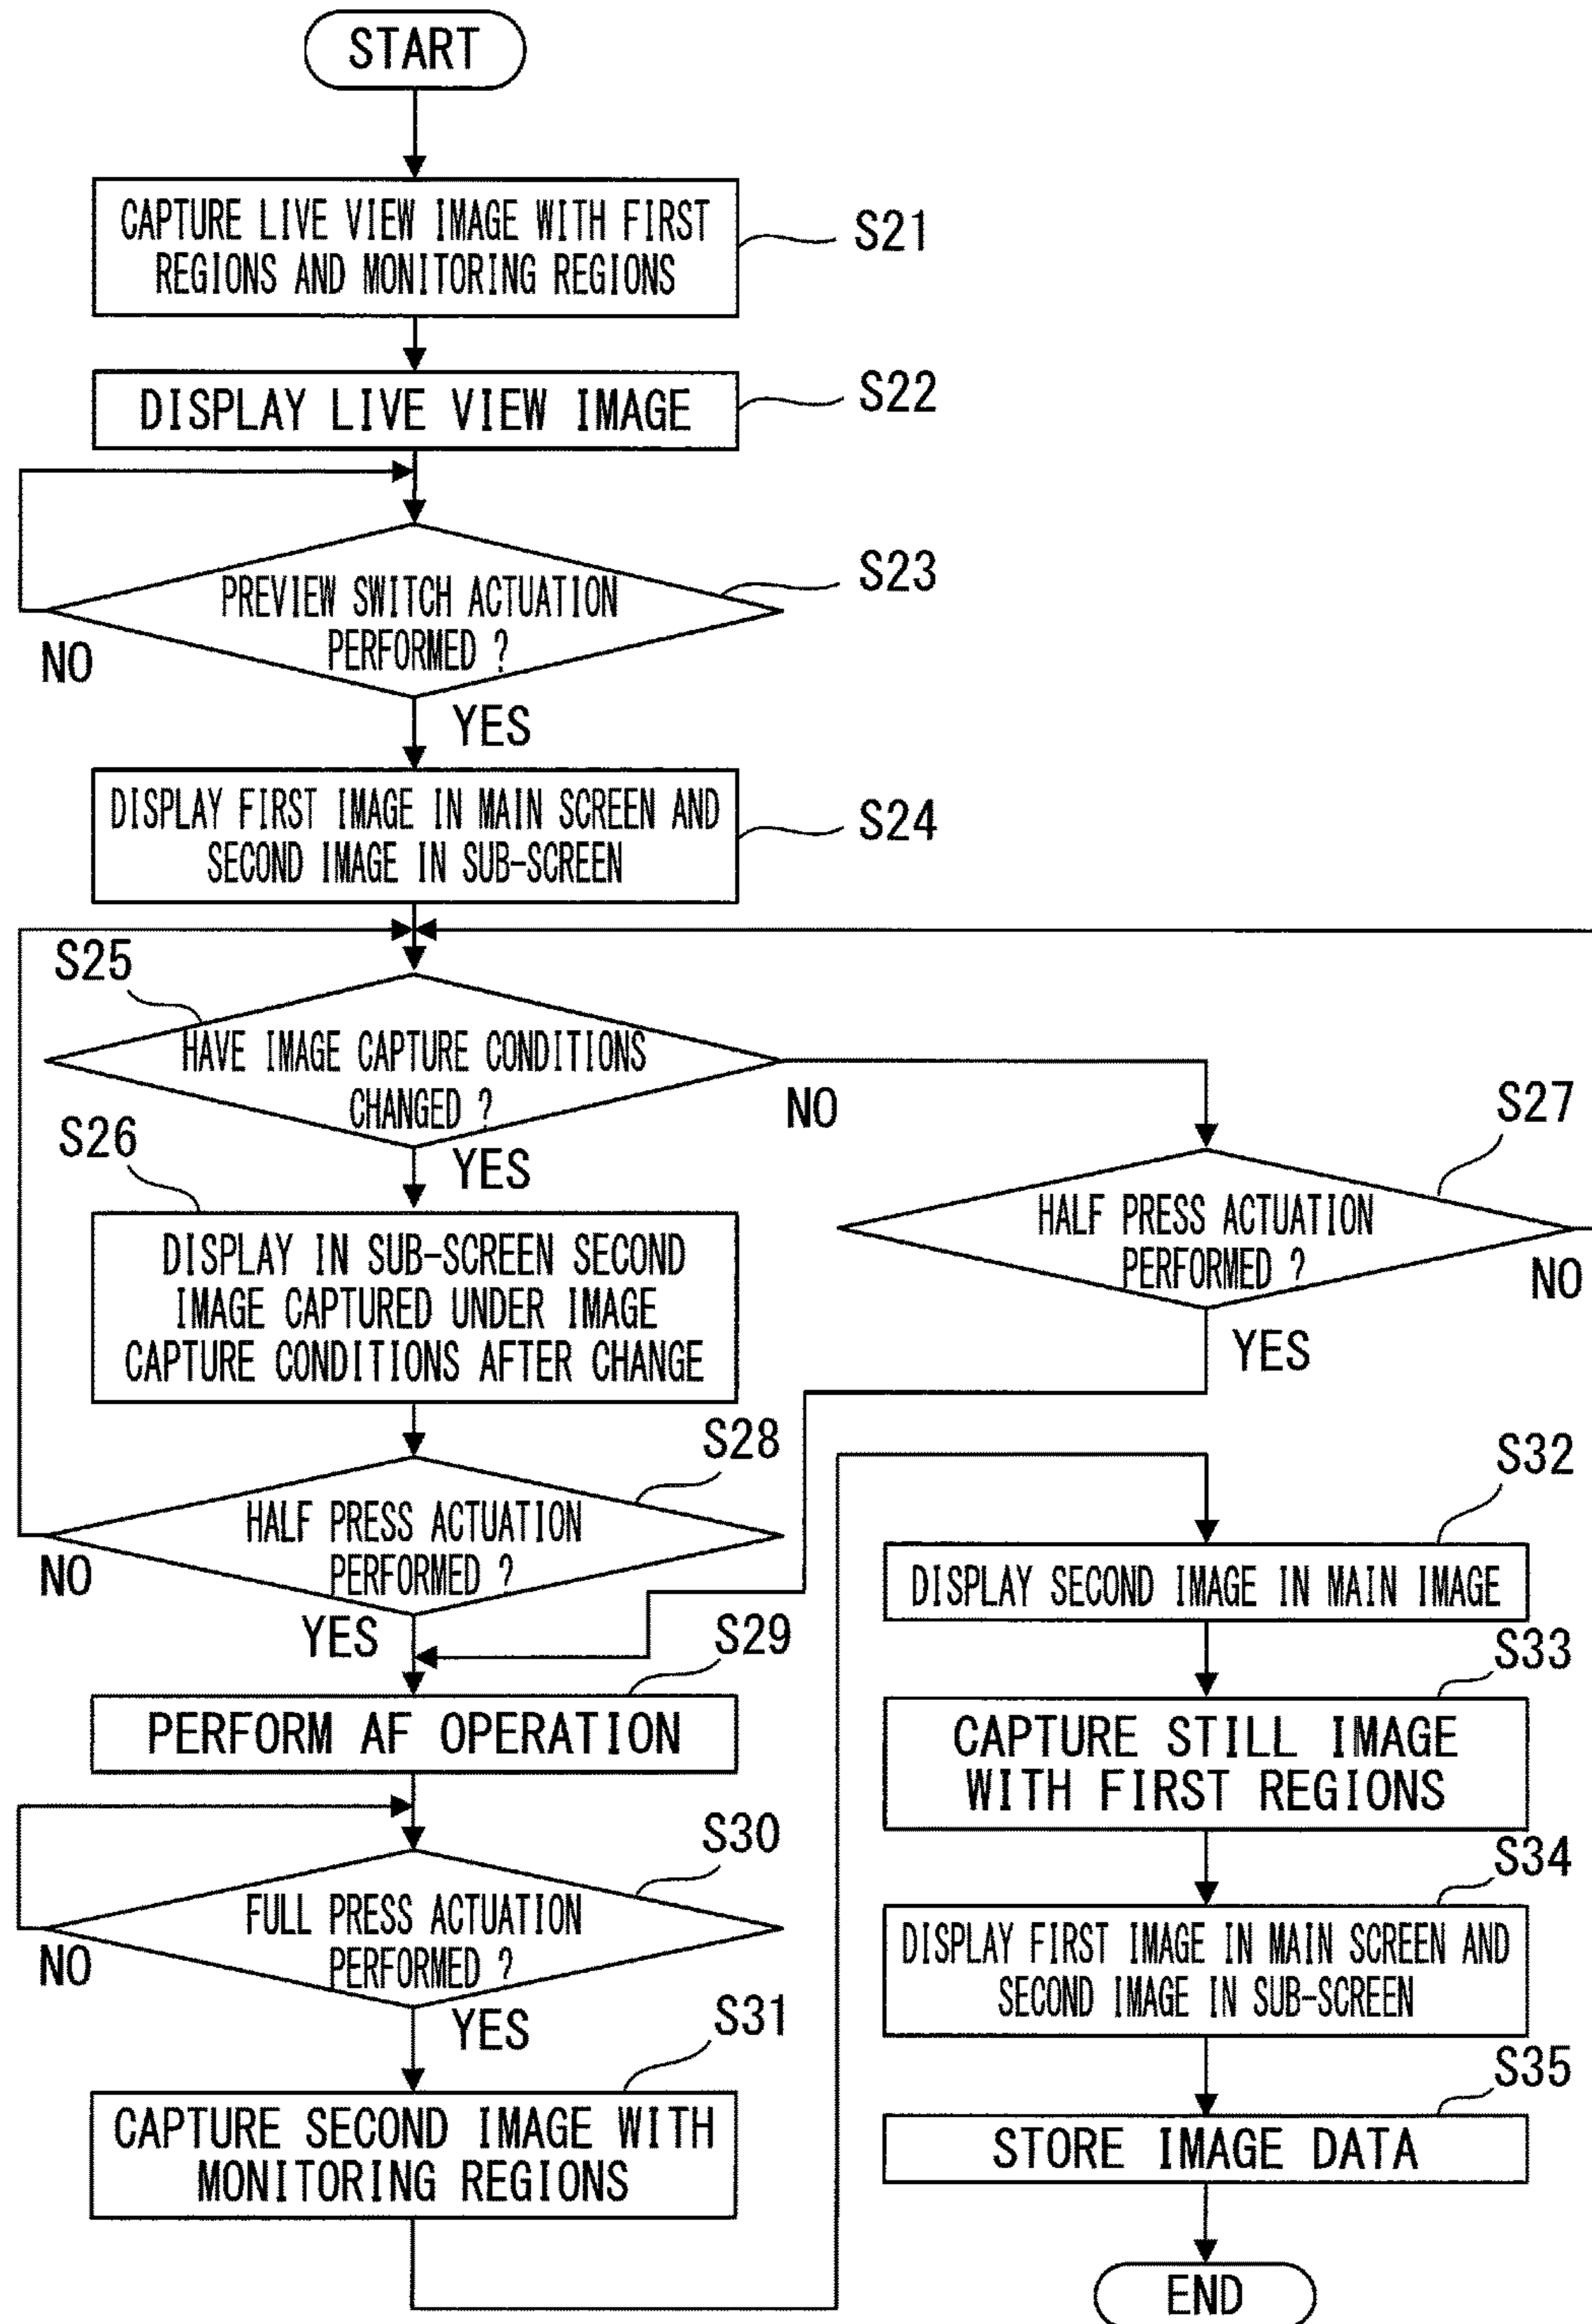 START
CAPTURE LIVE VIEW IMAGE WITH FIRST
REGIONS AND MONITORING REGIONS
S21
DISPLAY LIVE VIEW IMAGE
S22
PREVIEW SWITCH ACTUATION
PERFORMED ?
S23
NO
YES
DISPLAY FIRST IMAGE IN MAIN SCREEN AND
SECOND IMAGE IN SUB-SCREEN
S24
S25
HAVE IMAGE CAPTURE CONDITIONS
CHANGED ?
NO
YES
S26
DISPLAY IN SUB-SCREEN SECOND
IMAGE CAPTURED UNDER IMAGE
CAPTURE CONDITIONS AFTER CHANGE
S27
HALF PRESS ACTUATION
PERFORMED ?
NO
YES
S28
HALF PRESS ACTUATION
PERFORMED ?
NO
YES
S29
PERFORM AF OPERATION
S30
FULL PRESS ACTUATION
PERFORMED ?
NO
YES
S31
CAPTURE SECOND IMAGE WITH
MONITORING REGIONS
S32
DISPLAY SECOND IMAGE IN MAIN IMAGE
S33
CAPTURE STILL IMAGE
WITH FIRST REGIONS
S34
DISPLAY FIRST IMAGE IN MAIN SCREEN AND
SECOND IMAGE IN SUB-SCREEN
S35
STORE IMAGE DATA
END